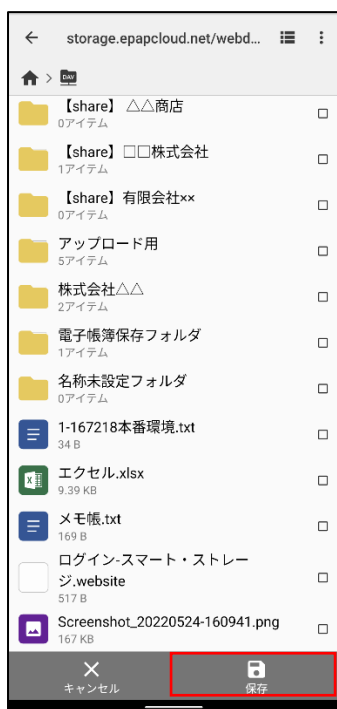 storage.epapcloud.net/webd...
DAV
【share】 △△商店
0アイテム
【share】□□株式会社
1アイテム
【share】有限会社××
0アイテム
アップロード用
5アイテム
株式会社△△
2アイテム
電子帳簿保存フォルダ
1アイテム
名称未設定フォルダ
0アイテム
1-167218本番環境.txt
34 B
エクセル.xlsx
9.39 KB
メモ帳.txt
169 B
ログイン-スマート・ストレー
ジ.website
517 B
Screenshot_20220524-160941.png
167 KB
キャンセル
保存